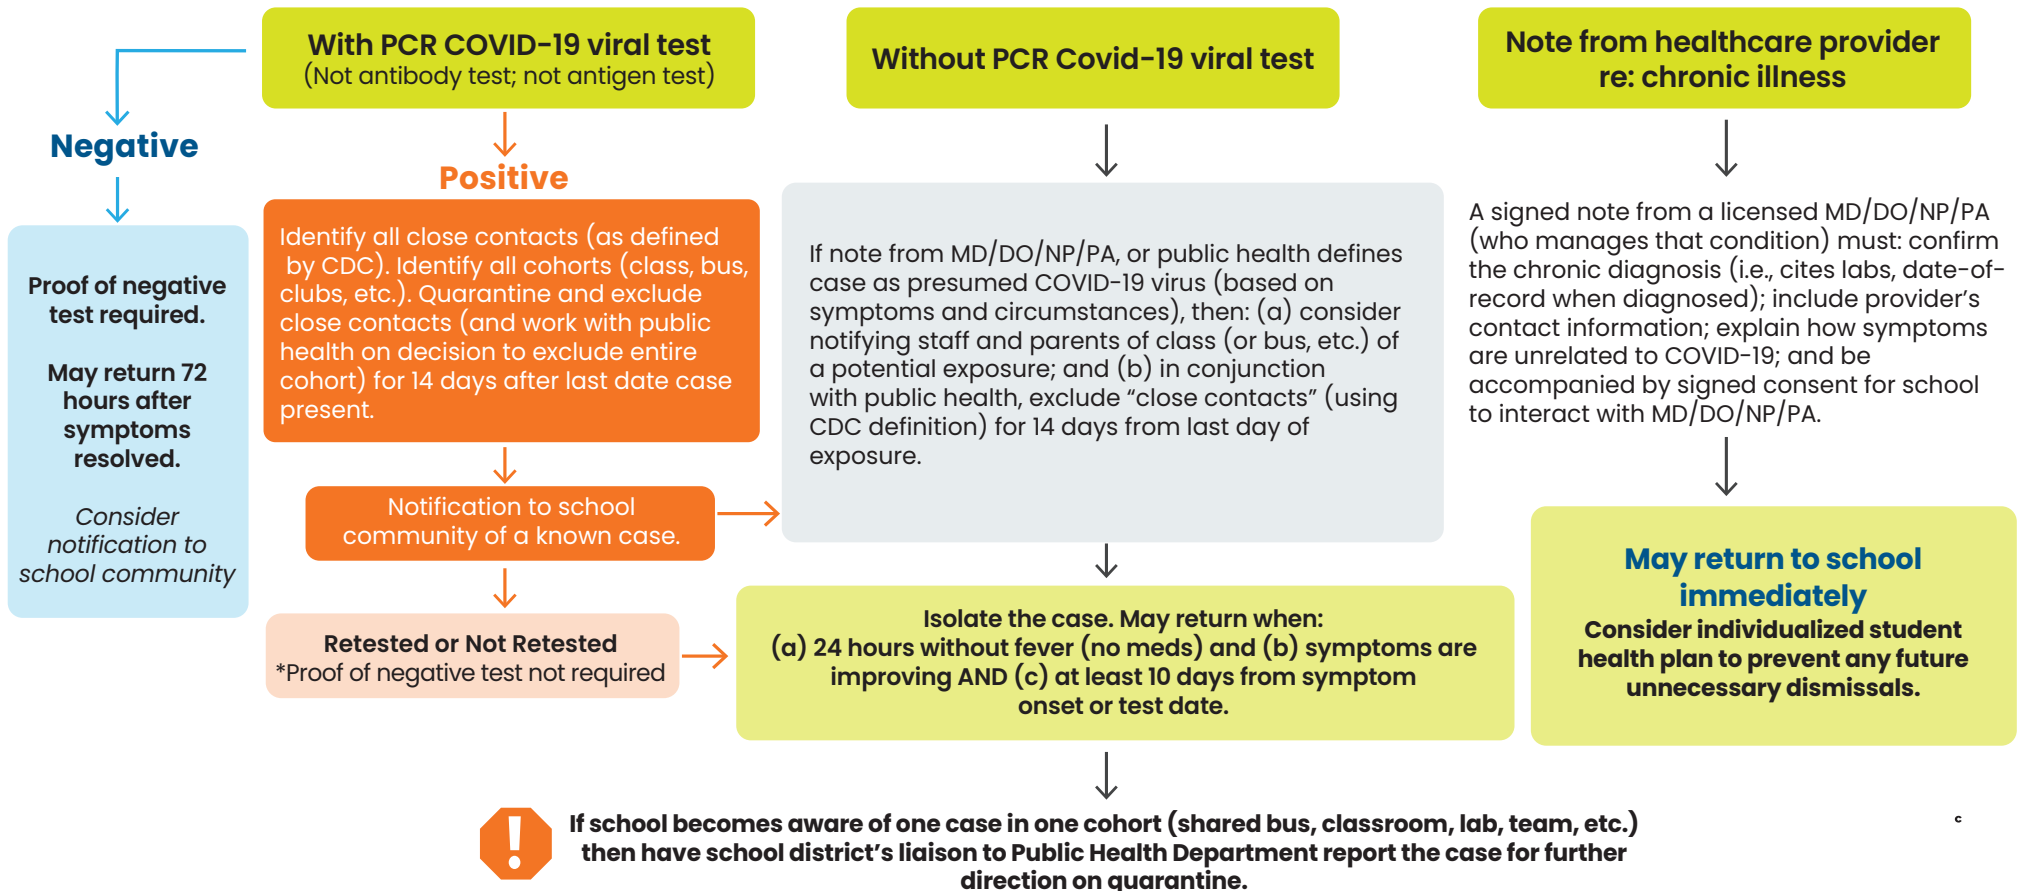 With PCR COVID-19 viral test
(Not antibody test; not antigen test)
Negative
Proof of negative
test required.
May return 72
hours after
symptoms
resolved.
Consider
notification to
school community
Positive
Identify all close contacts (as defined
by CDC). Identify all cohorts (class, bus,
clubs, etc.). Quarantine and exclude
close contacts (and work with public
health on decision to exclude entire
cohort) for 14 days after last date case
present.
Notification to school
community of a known case.
Retested or Not Retested
*Proof of negative test not required
Without PCR Covid-19 viral test
If note from MD/DO/NP/PA, or public health defines
case as presumed COVID-19 virus (based on
symptoms and circumstances), then: (a) consider
notifying staff and parents of class (or bus, etc.) of
a potential exposure; and (b) in conjunction
with public health, exclude “close contacts” (using
CDC definition) for 14 days from last day of
exposure.
Isolate the case. May return when:
(a) 24 hours without fever (no meds) and (b) symptoms are
improving AND (c) at least 10 days from symptom
onset or test date.
Note from healthcare provider
re: chronic illness
A signed note from a licensed MD/DO/NP/PA
(who manages that condition) must: confirm
the chronic diagnosis (i.e., cites labs, date-of-
record when diagnosed); include provider’s
contact information; explain how symptoms
are unrelated to COVID-19; and be
accompanied by signed consent for school
to interact with MD/DO/NP/PA.
May return to school
immediately
Consider individualized student
health plan to prevent any future
unnecessary dismissals.
!
If school becomes aware of one case in one cohort (shared bus, classroom, lab, team, etc.)
then have school district’s liaison to Public Health Department report the case for further
direction on quarantine.
c